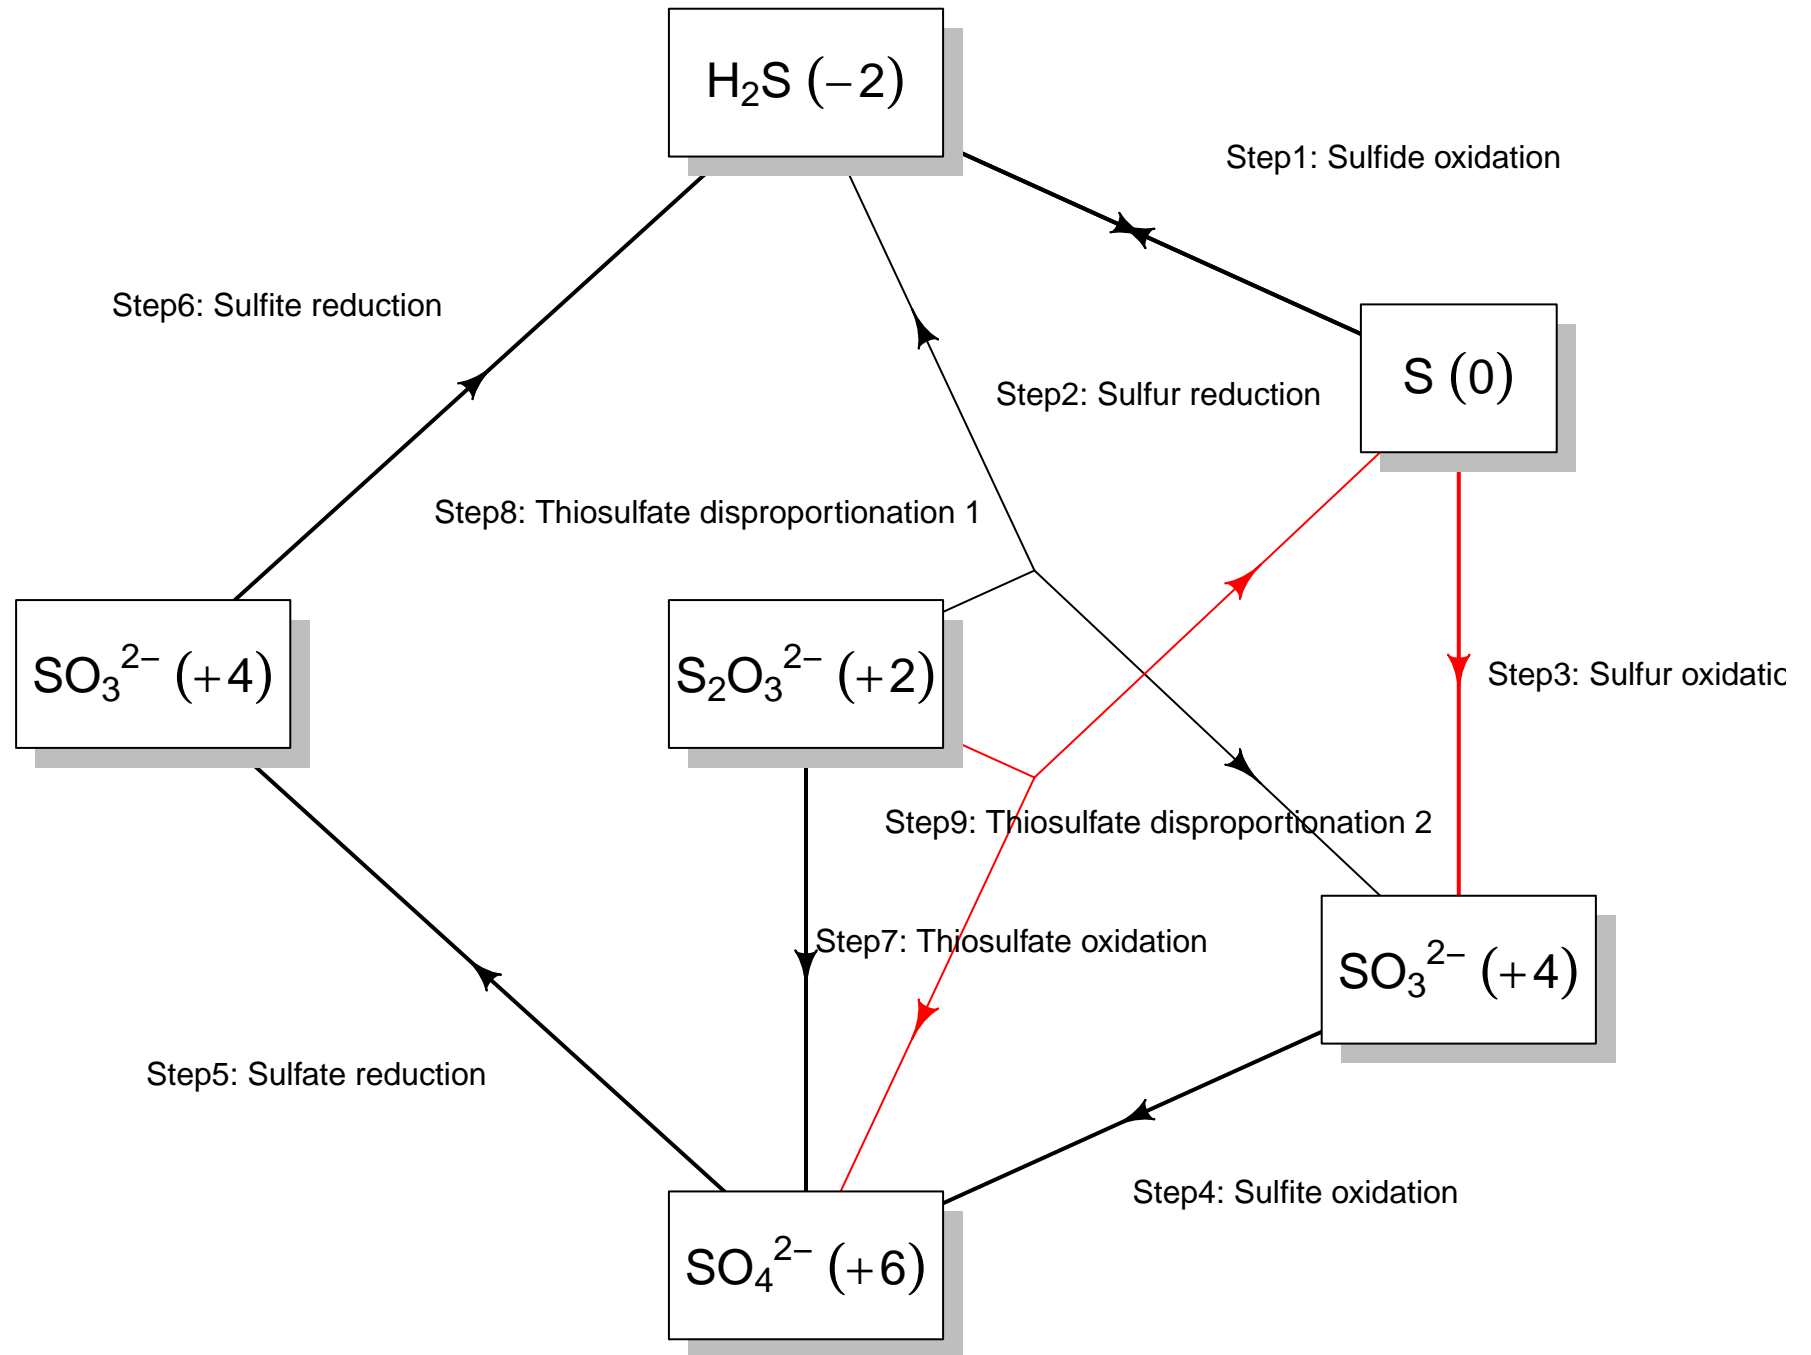 H₂S (−2)
Step1: Sulfide oxidation
Step6: Sulfite reduction
S (0)
Step2: Sulfur reduction
Step8: Thiosulfate disproportionation 1
SO₃²⁻ (+4)
S₂O₃²⁻ (+2)
Step3: Sulfur oxidatic
Step9: Thiosulfate disproportionation 2
Step7: Thiosulfate oxidation
SO₃²⁻ (+4)
Step5: Sulfate reduction
Step4: Sulfite oxidation
SO₄²⁻ (+6)